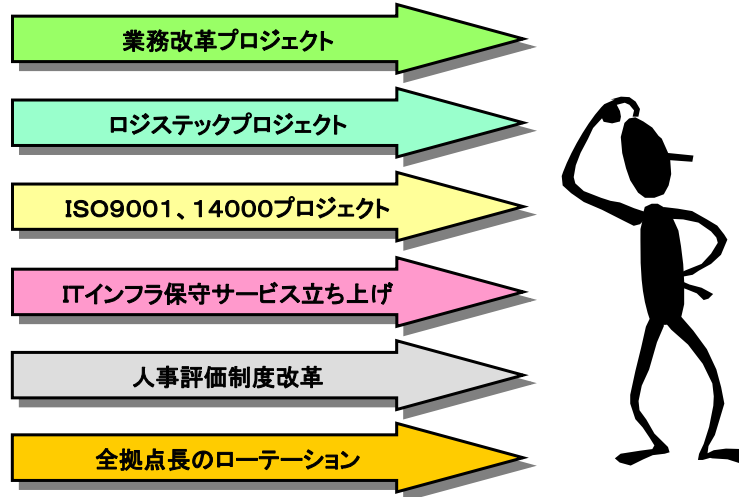 業務改革プロジェクト
ロジステックプロジェクト
ISO9001、14000プロジェクト
ITインフラ保守サービス立ち上げ
人事評価制度改革
全拠点長のローテーション